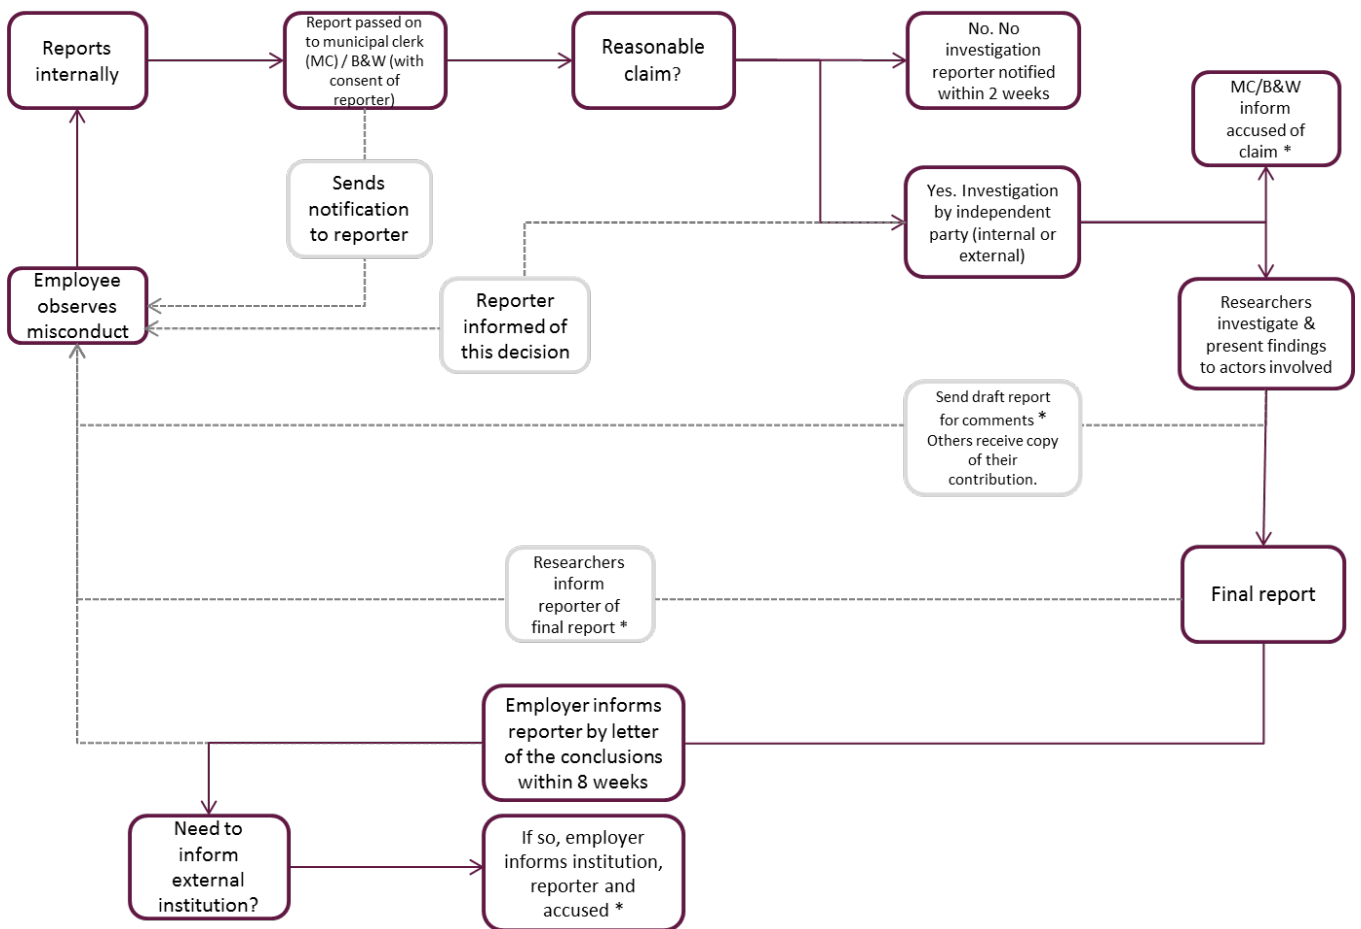 Reports
internally
Report passed on
to municipal clerk
(MC) / B&W (with
consent of
reporter)
Reasonable
claim?
No. No
investigation
reporter notified
within 2 weeks
MC/B&W
inform
accused of
claim *
Sends
notification
to reporter
Yes. Investigation
by independent
party (internal or
external)
Employee
observes
misconduct
Reporter
informed of
this decision
Researchers
investigate &
present findings
to actors involved
Send draft report
for comments *
Others receive copy
of their
contribution.
Researchers
inform
reporter of
final report *
Final report
Employer informs
reporter by letter
of the conclusions
within 8 weeks
Need to
inform
external
institution?
If so, employer
informs institution,
reporter and
accused *